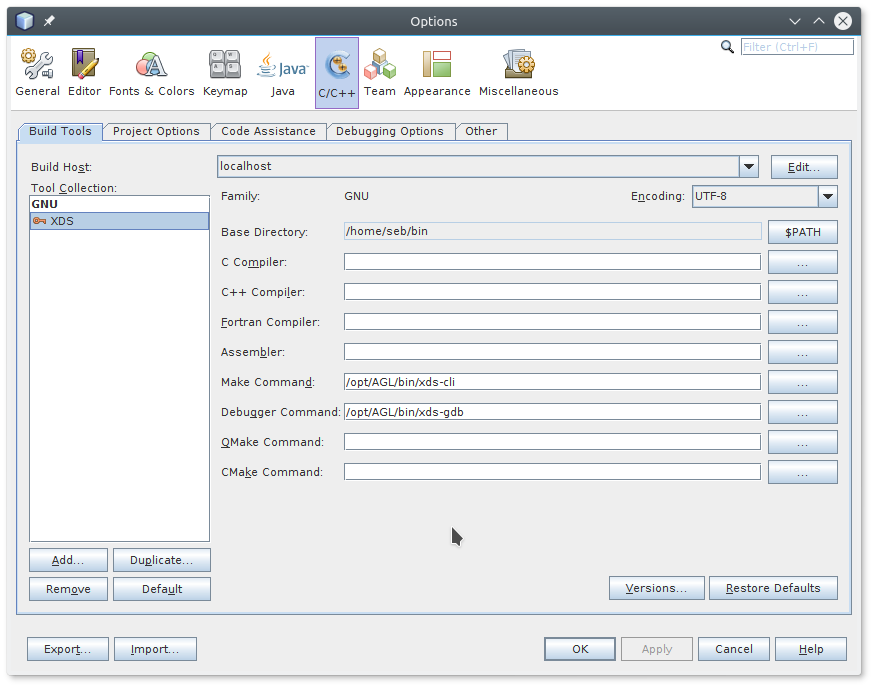 Options
Filter (Ctrl+F)
General Editor Fonts & Colors Keymap Java C/C++ Team Appearance Miscellaneous
Java
Build Tools Project Options Code Assistance Debugging Options Other
Build Host: localhost Edit...
Tool Collection:
GNU
XDS
Family: GNU Encoding: UTF-8
Base Directory: /home/seb/bin $PATH
C Compiler: ...
C++ Compiler: ...
Fortran Compiler: ...
Assembler: ...
Make Command: /opt/AGL/bin/xds-cli ...
Debugger Command: /opt/AGL/bin/xds-gdb ...
QMake Command: ...
CMake Command: ...
Add... Duplicate...
Remove Default
Versions... Restore Defaults
Export... Import... OK Apply Cancel Help